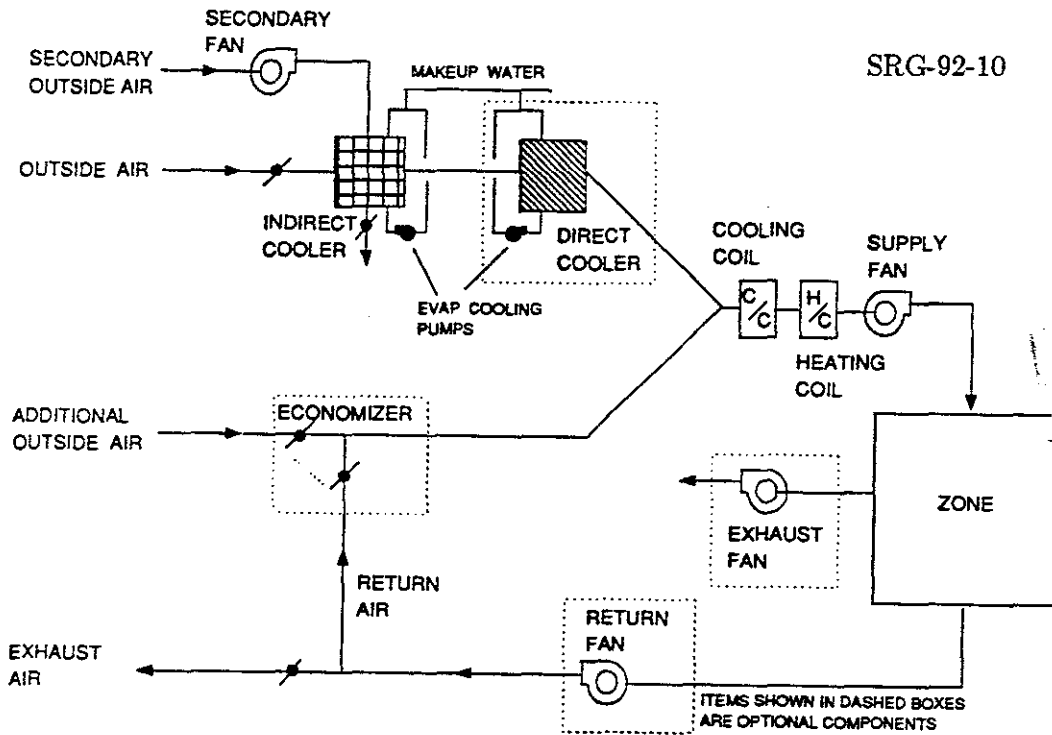 SECONDARY
FAN
SECONDARY
OUTSIDE AIR
MAKEUP WATER
SRG-92-10
OUTSIDE AIR
INDIRECT
COOLER
DIRECT
COOLER
EVAP COOLING
PUMPS
COOLING
COIL
SUPPLY
FAN
C/C
H/C
HEATING
COIL
ADDITIONAL
OUTSIDE AIR
ECONOMIZER
EXHAUST
FAN
ZONE
RETURN
AIR
RETURN
FAN
EXHAUST
AIR
ITEMS SHOWN IN DASHED BOXES
ARE OPTIONAL COMPONENTS